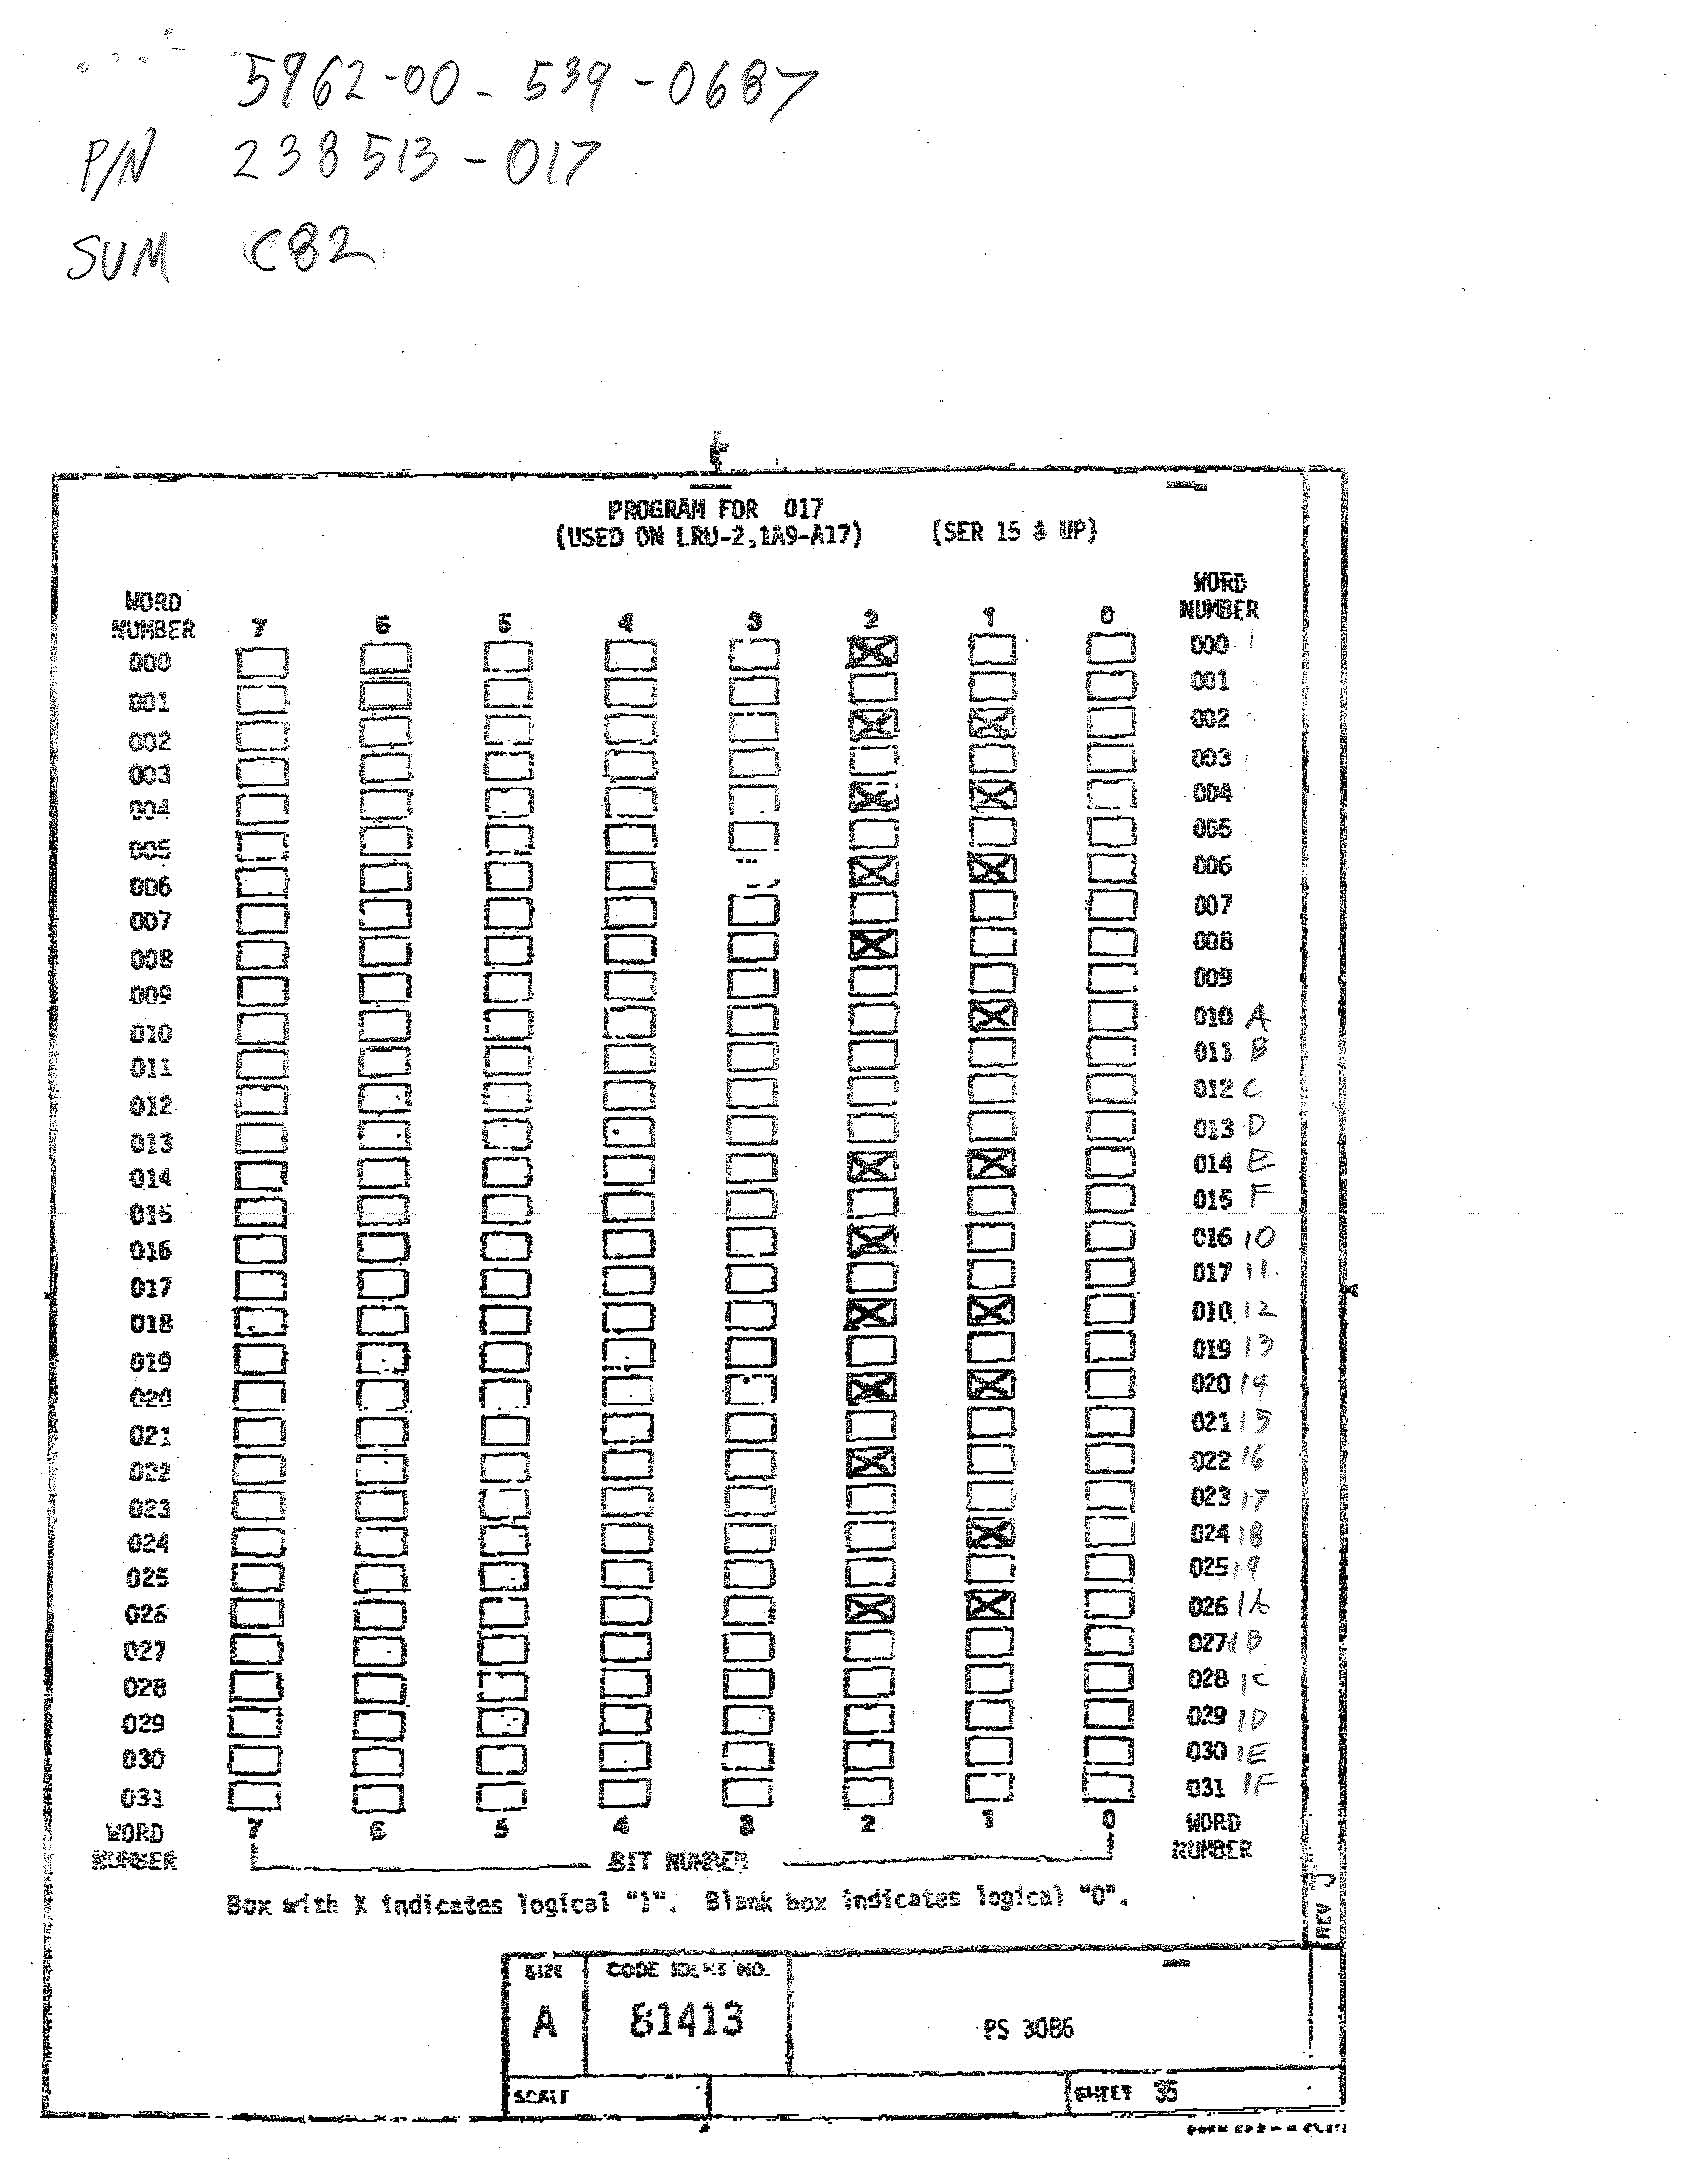 5962-00-539-0687
P/N 238513-017
SUM C82
PROGRAM FOR 017
(USED ON LRU-2,1A9-A17) (SER 15 & UP)
WORD NUMBER 7 6 5 4 3 2 1 0 WORD NUMBER
000 000
001 001
002 002
003 003
004 004
005 005
006 006
007 007
008 008
009 009
010 010 A
011 011 B
012 012 C
013 013 D
014 014 E
015 015 F
016 016 10
017 017 11
018 018 12
019 019 13
020 020 14
021 021 15
022 022 16
023 023 17
024 024 18
025 025 19
026 026 1A
027 027 1B
028 028 1C
029 029 1D
030 030 1E
031 031 1F
WORD NUMBER 7 6 5 4 3 2 1 0 WORD NUMBER
BIT NUMBER
Box with X indicates logical "1". Blank box indicates logical "0".
REV J
SIZE CODE IDENT NO.
A 81413 PS 3086
SCALE SHEET 35